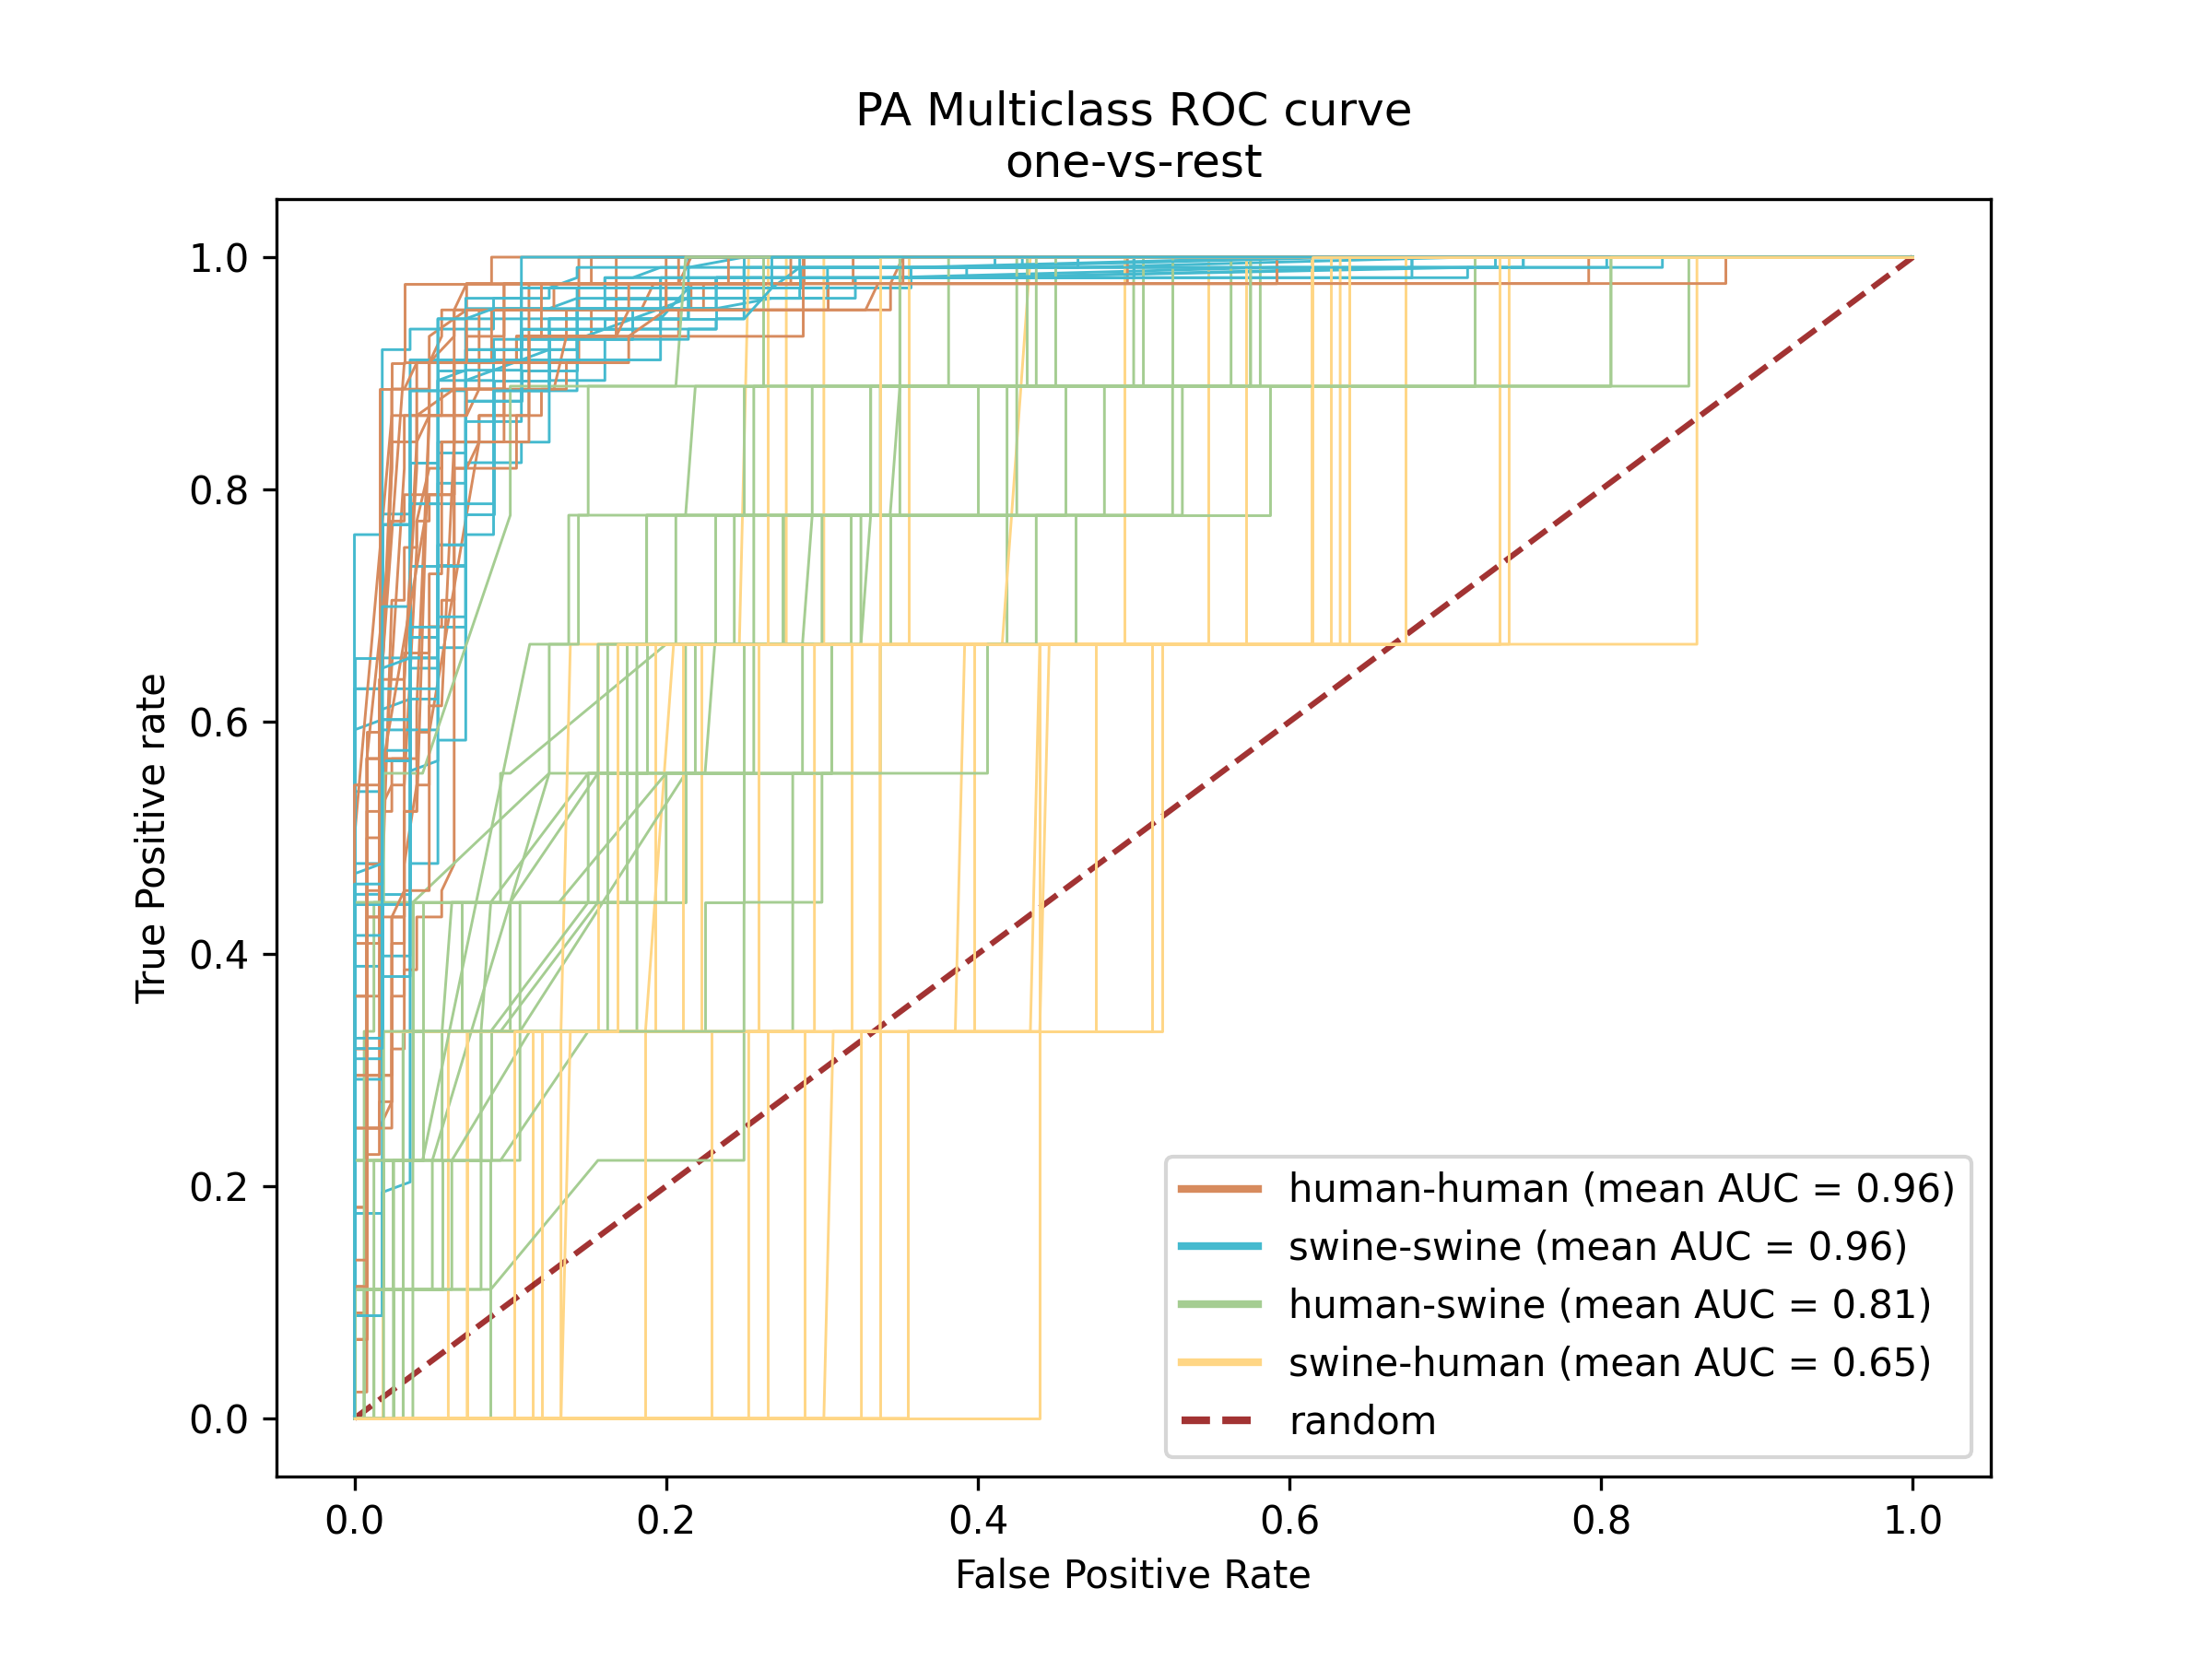 PA Multiclass ROC curve
one-vs-rest
True Positive rate
1.0
0.8
0.6
0.4
0.2
0.0
0.0 0.2 0.4 0.6 0.8 1.0
False Positive Rate
human-human (mean AUC = 0.96)
swine-swine (mean AUC = 0.96)
human-swine (mean AUC = 0.81)
swine-human (mean AUC = 0.65)
random